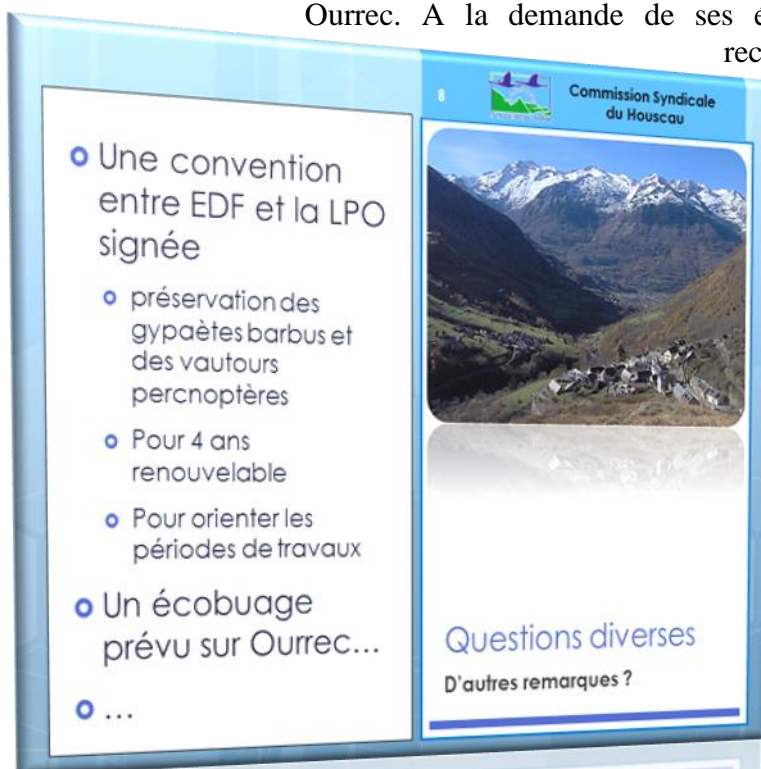 Ourrec. A la demande de ses
8
Commission Syndicale
du Houscau
Une convention
entre EDF et la LPO
signée
préservation des
gypaètes barbus et
des vautours
percnoptères
Pour 4 ans
renouvelable
Pour orienter les
périodes de travaux
Un écobuage
prévu sur Ourrec...
...
Questions diverses
D'autres remarques ?